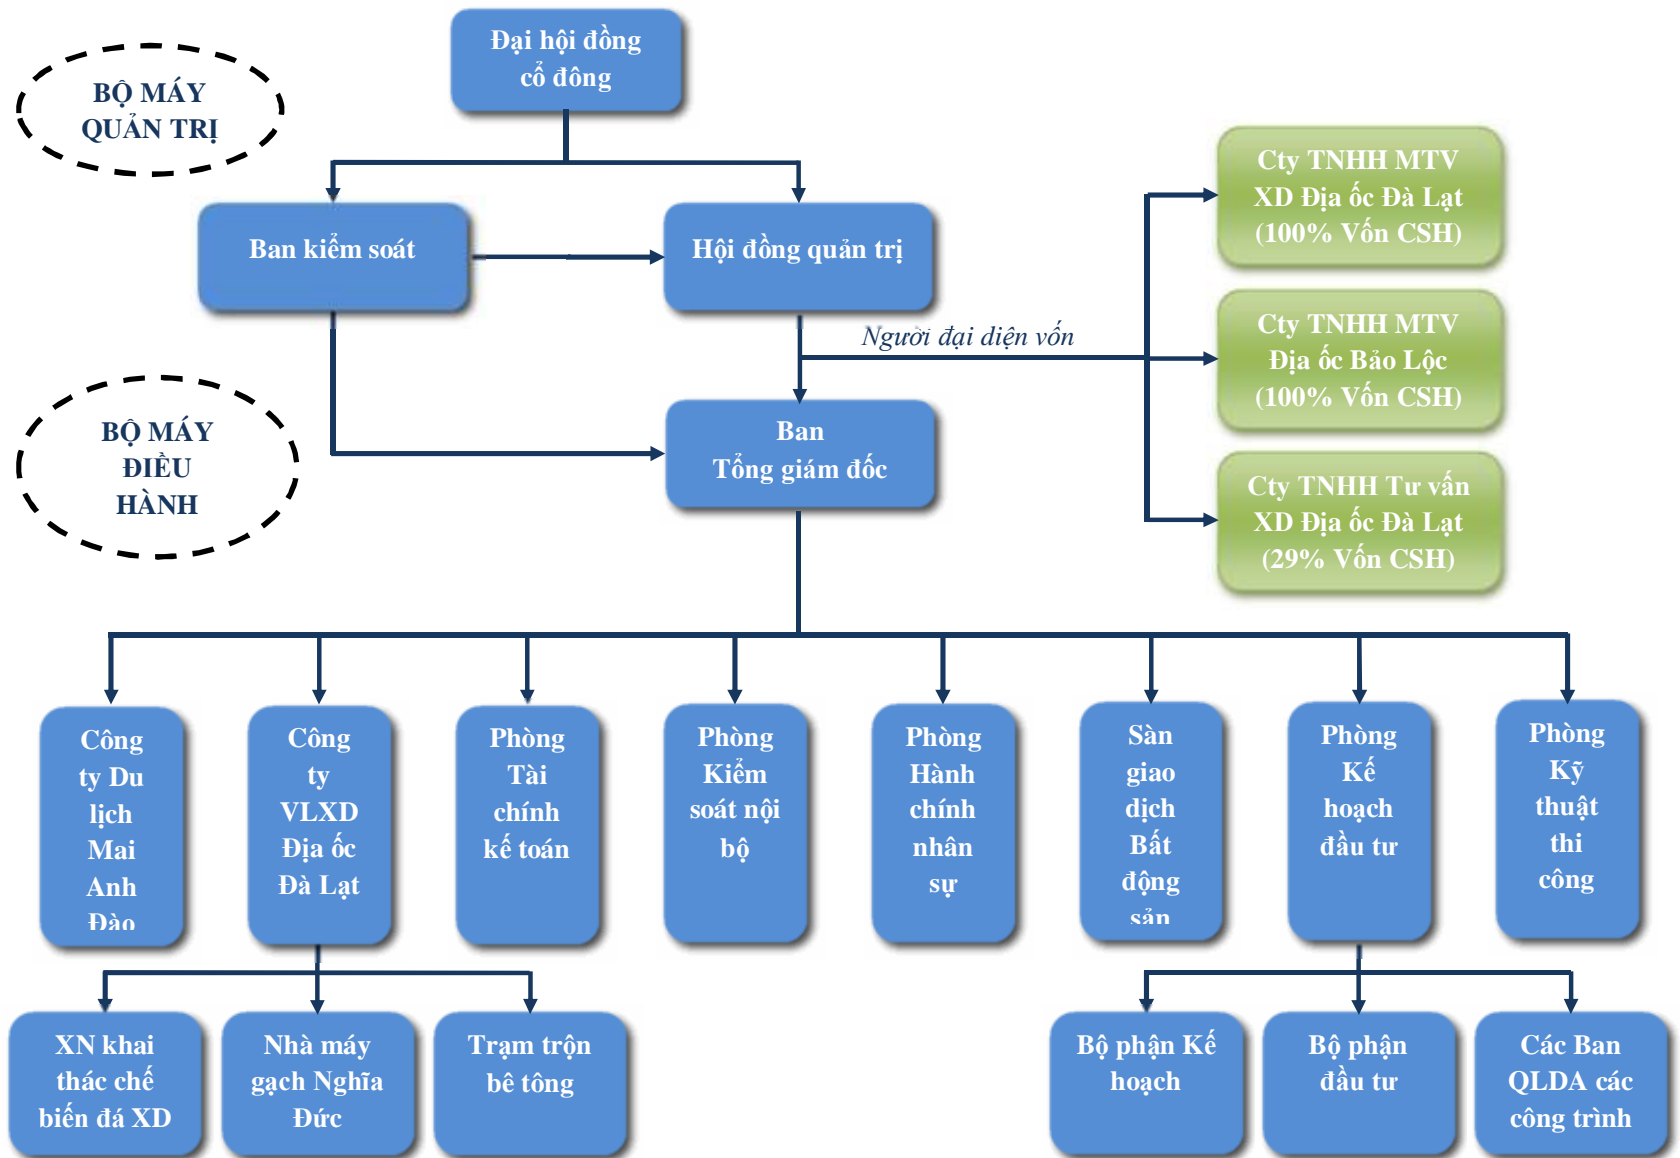 Đại hội đồng
cổ đông
BỘ MÁY
QUẢN TRỊ
Cty TNHH MTV
XD Địa ốc Đà Lạt
(100% Vốn CSH)
Ban kiểm soát
Hội đồng quản trị
Người đại diện vốn
Cty TNHH MTV
Địa ốc Bảo Lộc
(100% Vốn CSH)
BỘ MÁY
ĐIỀU
HÀNH
Ban
Tổng giám đốc
Cty TNHH Tư vấn
XD Địa ốc Đà Lạt
(29% Vốn CSH)
Công
ty Du
lịch
Mai
Anh
Đào
Công
ty
VLXD
Địa ốc
Đà Lạt
Phòng
Tài
chính
kế toán
Phòng
Kiểm
soát nội
bộ
Phòng
Hành
chính
nhân
sự
Sàn
giao
dịch
Bất
động
sản
Phòng
Kế
hoạch
đầu tư
Phòng
Kỹ
thuật
thi
công
XN khai
thác chế
biến đá XD
Nhà máy
gạch Nghĩa
Đức
Trạm trộn
bê tông
Bộ phận Kế
hoạch
Bộ phận
đầu tư
Các Ban
QLDA các
công trình